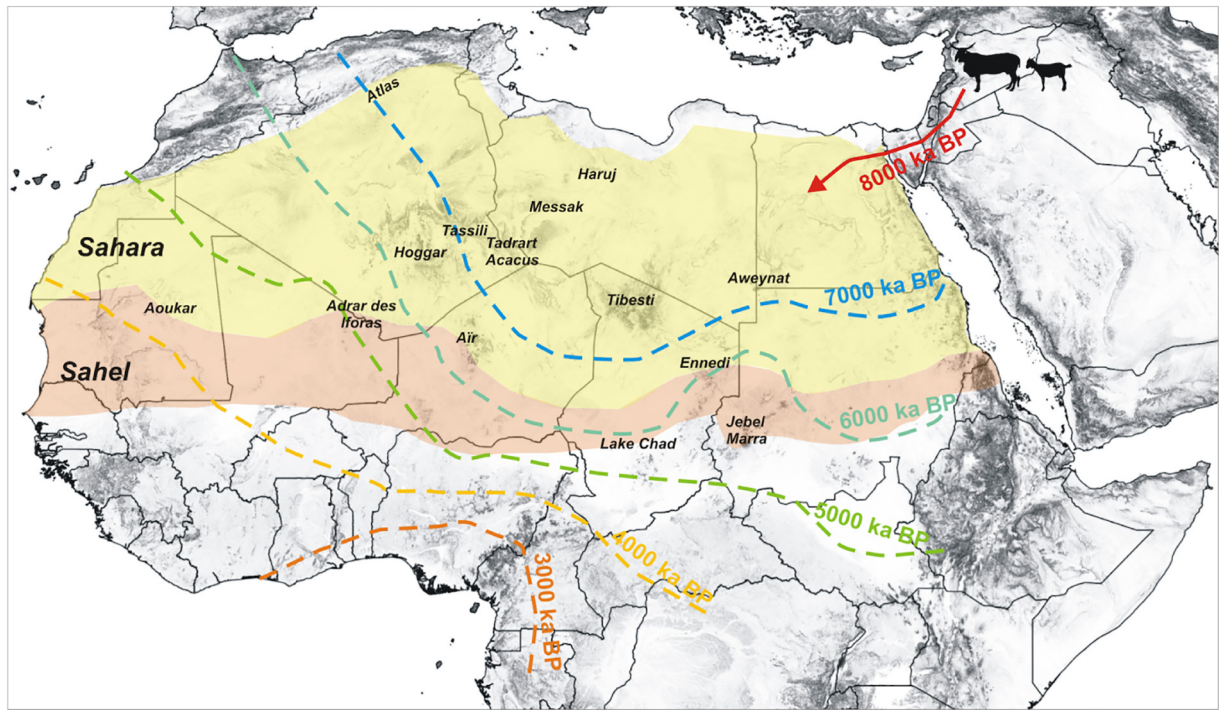 Atlas
8000 ka BP
Haruj
Messak
Sahara
Tassili
Hoggar
Tadrart
Acacus
Aweynat
7000 ka BP
Tibesti
Aoukar
Adrar des
Iforas
Aïr
Sahel
Ennedi
6000 ka BP
Jebel
Marra
Lake Chad
5000 ka BP
4000 ka BP
3000 ka BP